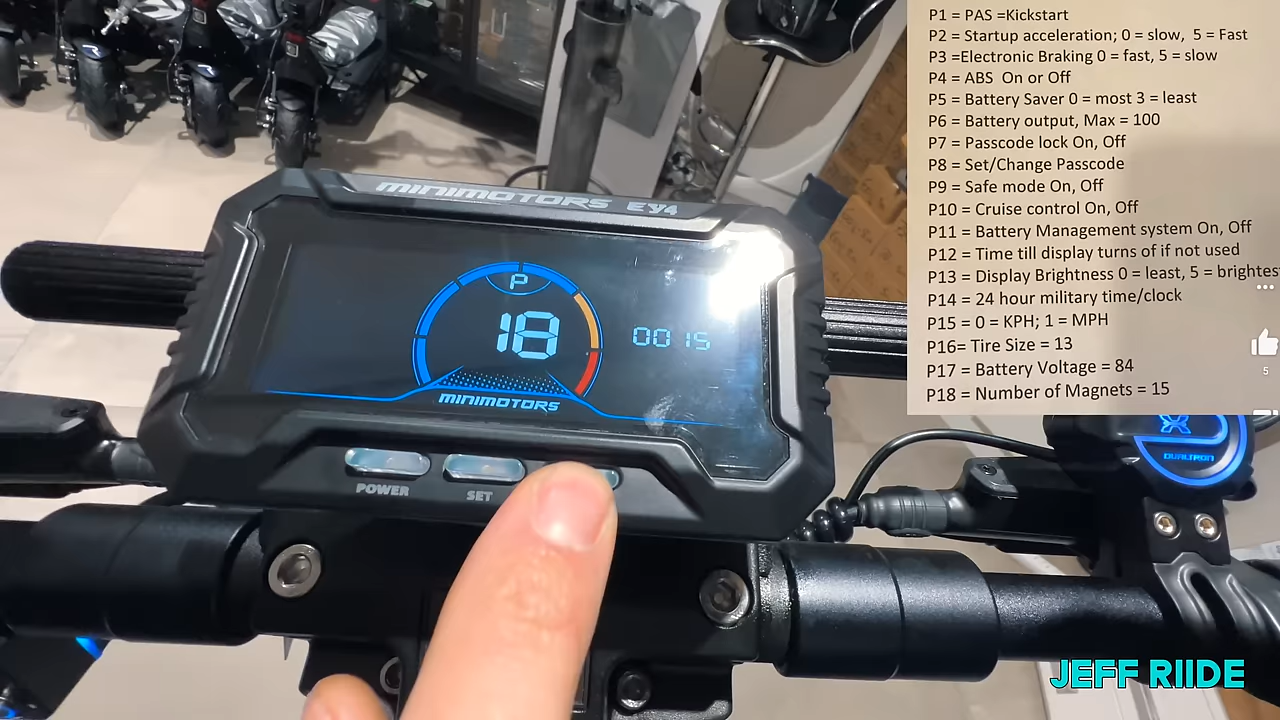 P1 = PAS =Kickstart
P2 = Startup acceleration; 0 = slow, 5 = Fast
P3 =Electronic Braking 0 = fast, 5 = slow
P4 = ABS On or Off
P5 = Battery Saver 0 = most 3 = least
P6 = Battery output, Max = 100
P7 = Passcode lock On, Off
P8 = Set/Change Passcode
P9 = Safe mode On, Off
P10 = Cruise control On, Off
P11 = Battery Management system On, Off
P12 = Time till display turns of if not used
P13 = Display Brightness 0 = least, 5 = brightes
P14 = 24 hour military time/clock
P15 = 0 = KPH; 1 = MPH
P16= Tire Size = 13
P17 = Battery Voltage = 84
P18 = Number of Magnets = 15
5
MINIMOTORS EY4
P
18
0015
MINIMOTORS
POWER
SET
DUALTRON
JEFF RIIDE